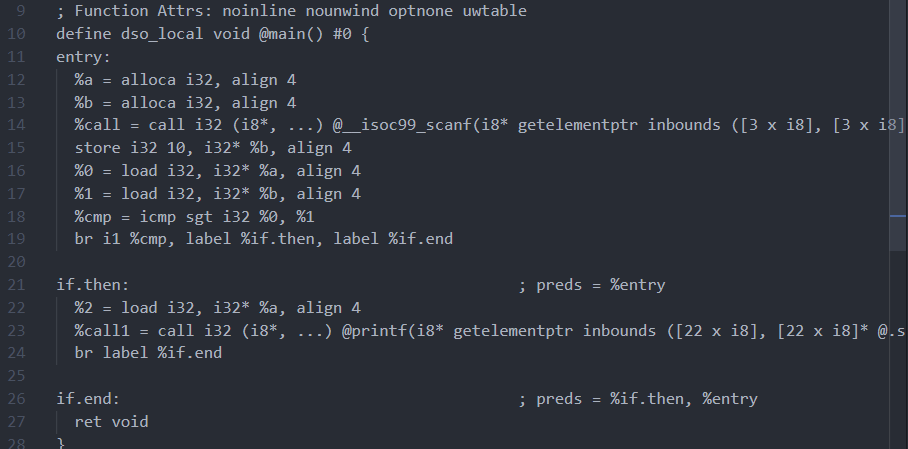 9 ; Function Attrs: noinline nounwind optnone uwtable
10 define dso_local void @main() #0 {
11 entry:
12 %a = alloca i32, align 4
13 %b = alloca i32, align 4
14 %call = call i32 (i8*, ...) @__isoc99_scanf(i8* getelementptr inbounds ([3 x i8], [3 x i8]
15 store i32 10, i32* %b, align 4
16 %0 = load i32, i32* %a, align 4
17 %1 = load i32, i32* %b, align 4
18 %cmp = icmp sgt i32 %0, %1
19 br i1 %cmp, label %if.then, label %if.end
20
21 if.then: ; preds = %entry
22 %2 = load i32, i32* %a, align 4
23 %call1 = call i32 (i8*, ...) @printf(i8* getelementptr inbounds ([22 x i8], [22 x i8]* @.s
24 br label %if.end
25
26 if.end: ; preds = %if.then, %entry
27 ret void
28 }